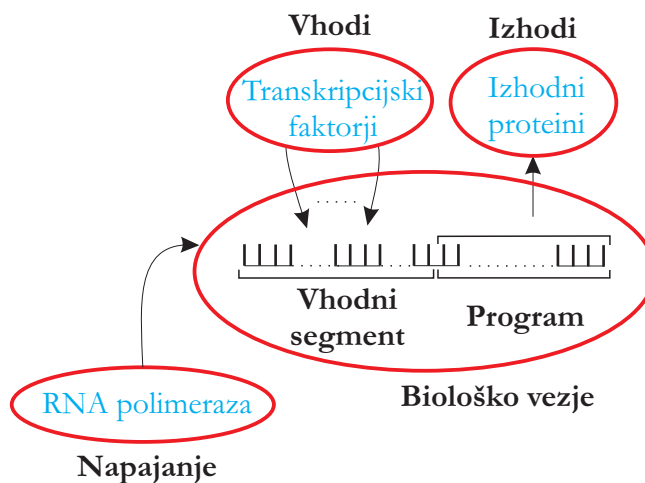 Vhodi
Izhodi
Transkripcijski
faktorji
Izhodni
proteini
Vhodni
segment
Program
Biološko vezje
RNA polimeraza
Napajanje